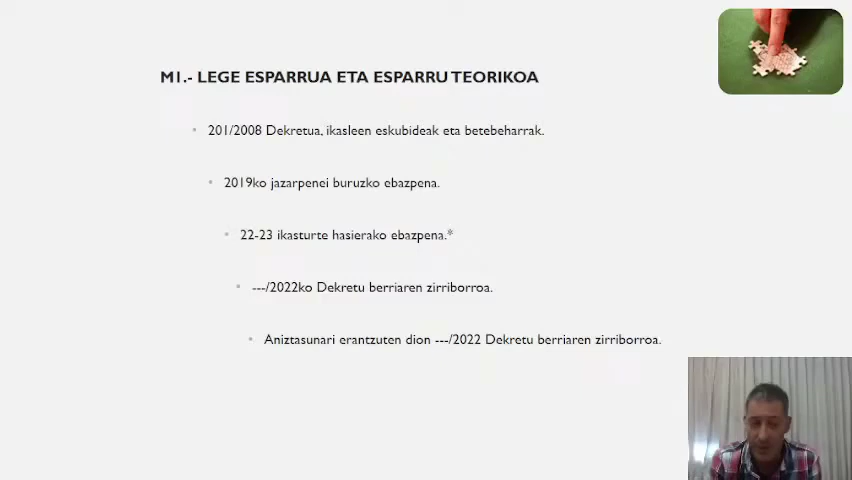 M1.- LEGE ESPARRUA ETA ESPARRU TEORIKOA
201/2008 Dekretua, ikasleen eskubideak eta betebeharrak.
2019ko jazarpenei buruzko ebazpena.
22-23 ikasturte hasierako ebazpena.*
---/2022ko Dekretu berriaren zirriborroa.
Aniztasunari erantzuten dion ---/2022 Dekretu berriaren zirriborroa.